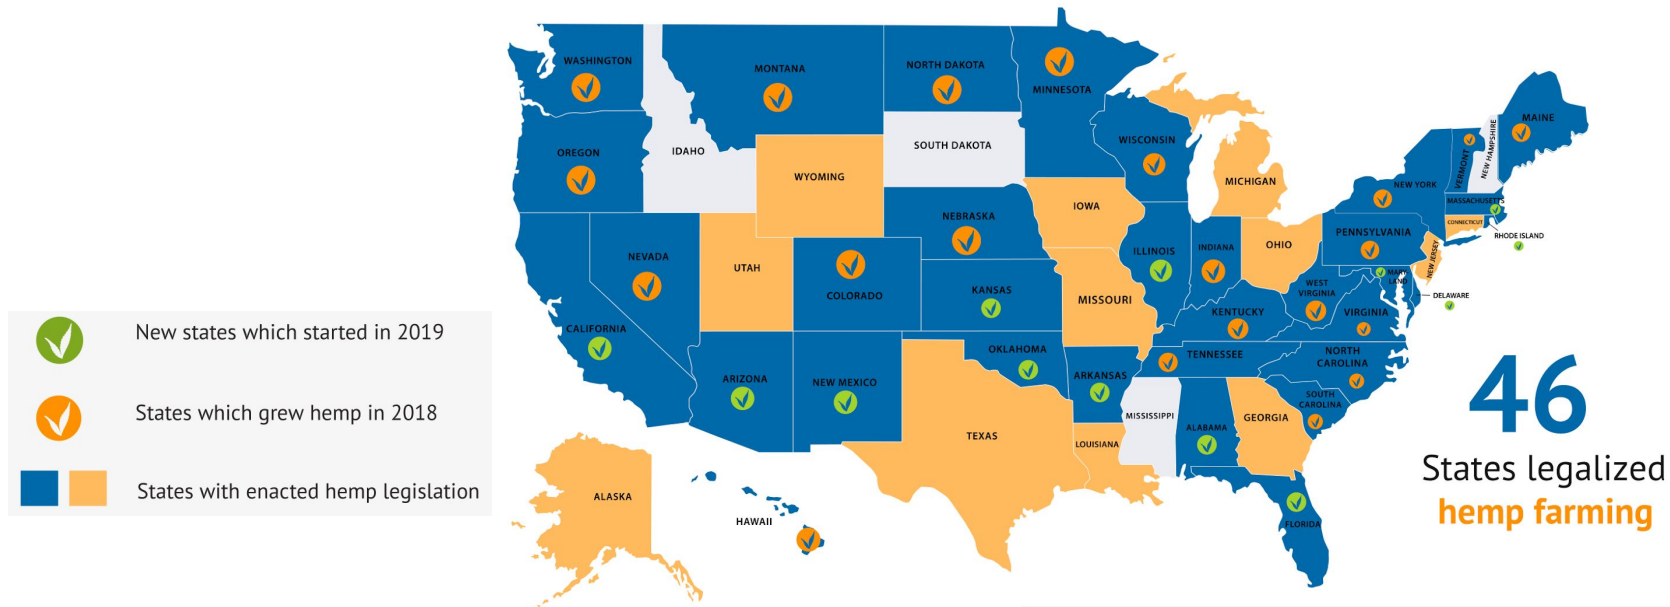 New states which started in 2019
States which grew hemp in 2018
States with enacted hemp legislation
WASHINGTON
OREGON
CALIFORNIA
NEVADA
IDAHO
MONTANA
WYOMING
UTAH
ARIZONA
COLORADO
NEW MEXICO
NORTH DAKOTA
SOUTH DAKOTA
NEBRASKA
KANSAS
OKLAHOMA
TEXAS
MINNESOTA
IOWA
MISSOURI
ARKANSAS
LOUISIANA
WISCONSIN
ILLINOIS
MICHIGAN
INDIANA
OHIO
KENTUCKY
TENNESSEE
MISSISSIPPI
ALABAMA
GEORGIA
FLORIDA
SOUTH
CAROLINA
NORTH
CAROLINA
VIRGINIA
WEST
VIRGINIA
PENNSYLVANIA
NEW YORK
VERMONT
NEW HAMPSHIRE
MAINE
MASSACHUSETTS
CONNECTICUT
RHODE ISLAND
NEW JERSEY
MARY-
LAND
DELAWARE
ALASKA
HAWAII
46
States legalized
hemp farming